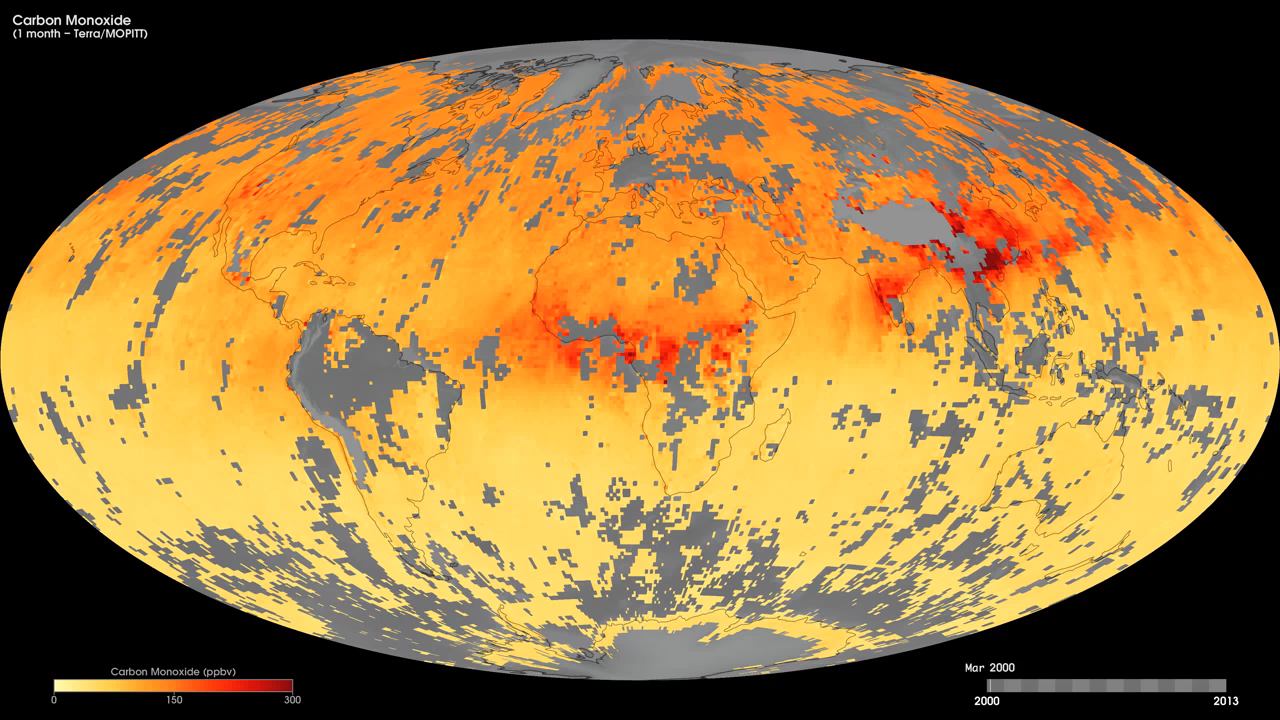 Carbon Monoxide
(1 month – Terra/MOPITT)
Carbon Monoxide (ppbv)
0 150 300
Mar 2000
2000 2013